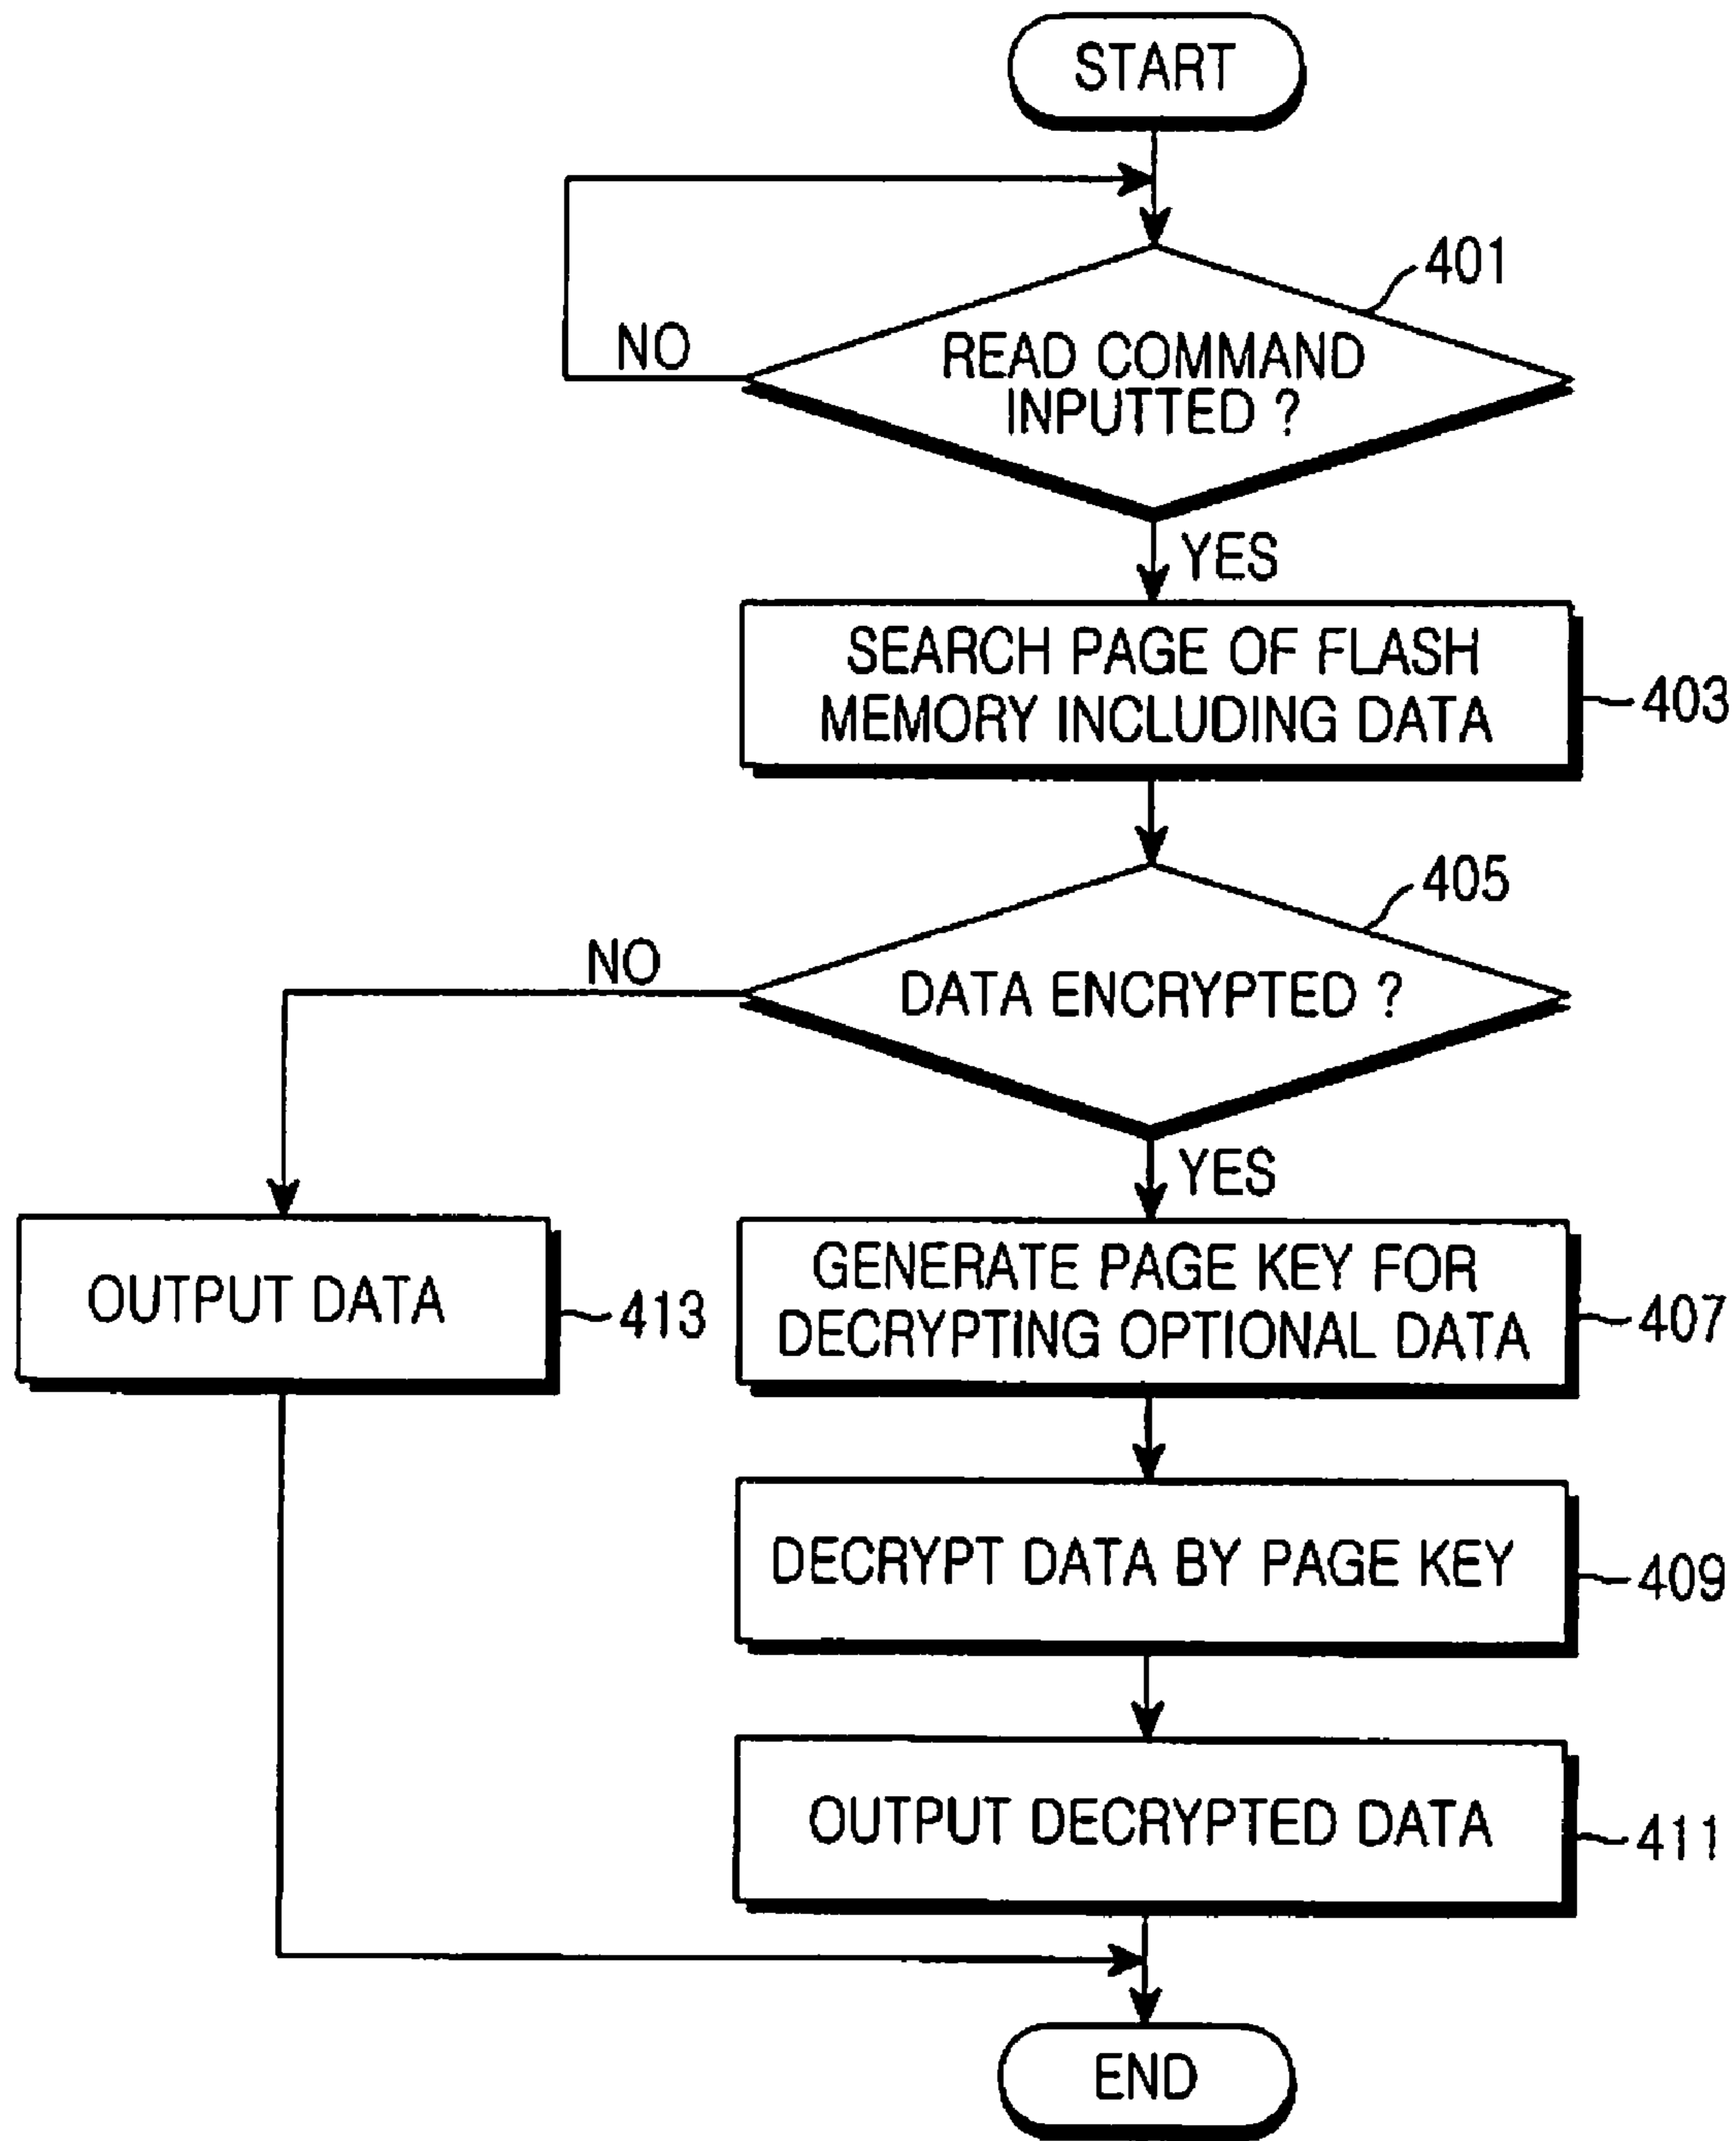 START
401
NO
READ COMMAND
INPUTTED ?
YES
SEARCH PAGE OF FLASH
MEMORY INCLUDING DATA
403
405
NO
DATA ENCRYPTED ?
YES
OUTPUT DATA
413
GENERATE PAGE KEY FOR
DECRYPTING OPTIONAL DATA
407
DECRYPT DATA BY PAGE KEY
409
OUTPUT DECRYPTED DATA
411
END